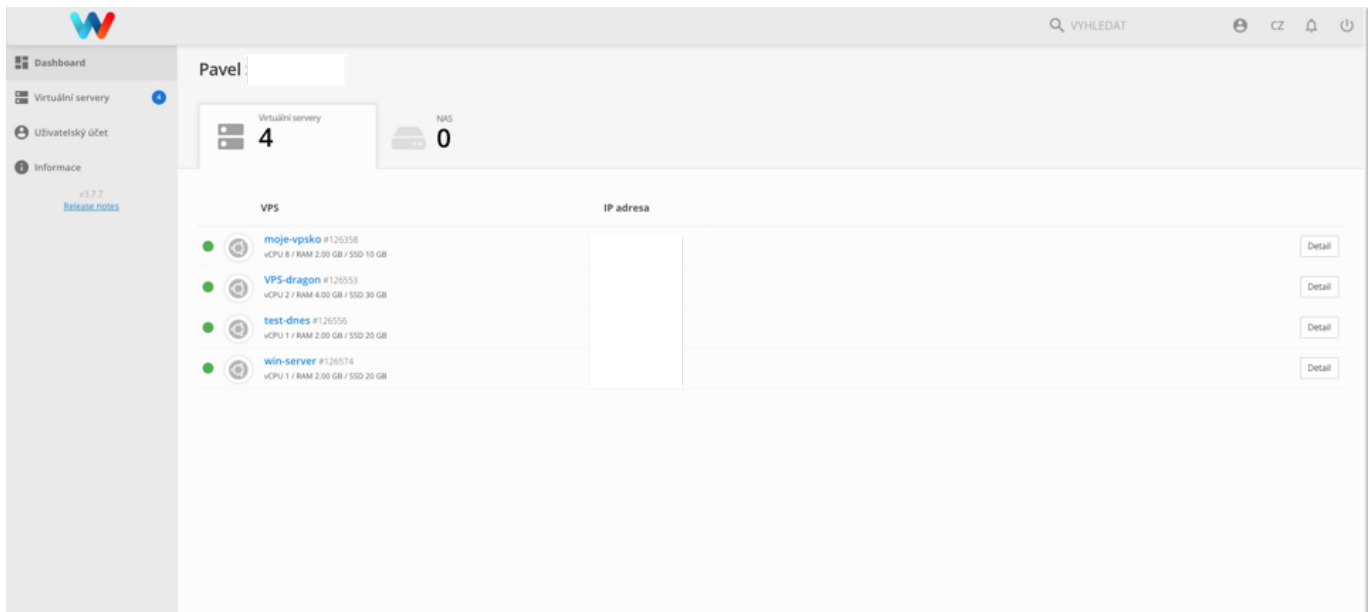 VYHLEDAT
CZ
Dashboard
Virtuální servery 4
Uživatelský účet
Informace
v3.7.7
Release notes
Pavel
Virtuální servery
4
NAS
0
VPS IP adresa
moje-vpsko #126358
vCPU 8 / RAM 2.00 GB / SSD 10 GB
Detail
VPS-dragon #126553
vCPU 2 / RAM 4.00 GB / SSD 30 GB
Detail
test-dnes #126556
vCPU 1 / RAM 2.00 GB / SSD 20 GB
Detail
win-server #126574
vCPU 1 / RAM 2.00 GB / SSD 20 GB
Detail